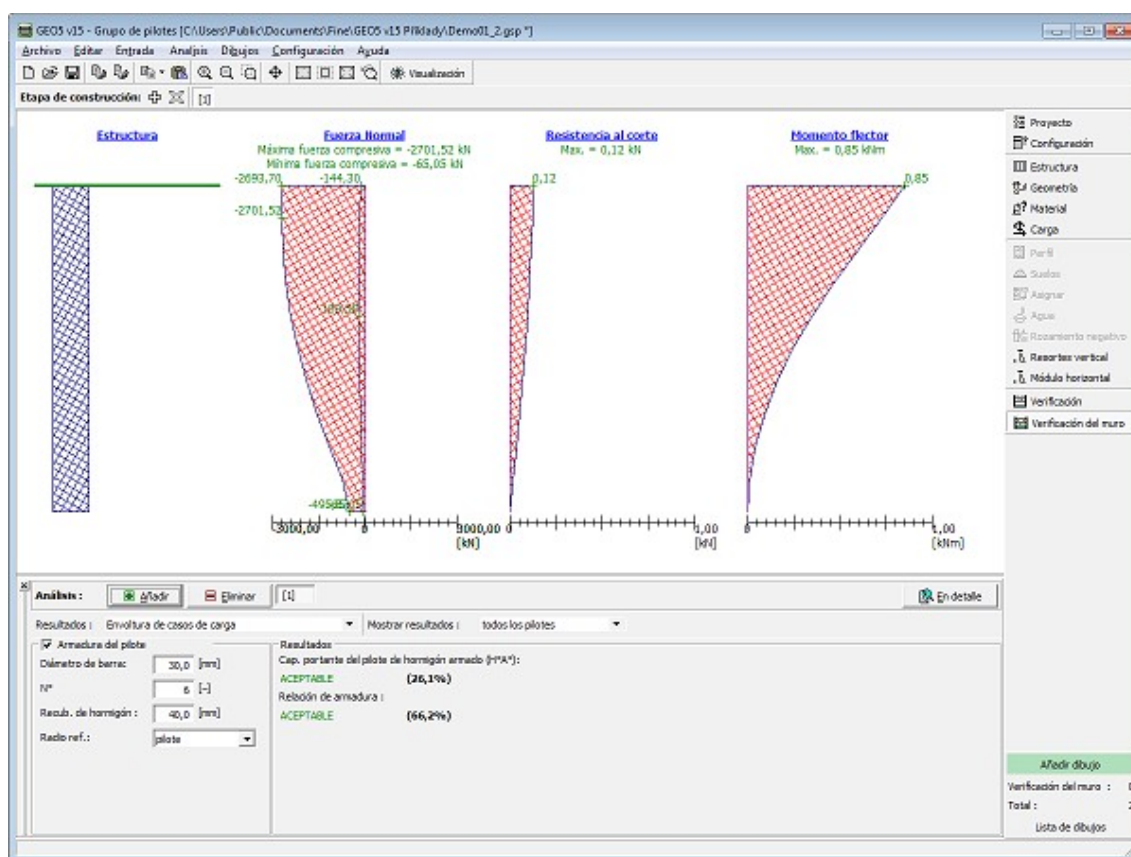 GEO5 v15 - Grupo de pilotes [C:\Users\Public\Documents\Fine\GEO5 v15 Příklady\Demo01_2.gsp *]
Archivo Editar Entrada Analisis Dibujos Configuración Ayuda
Visualización
Etapa de construcción: [1]
Estructura
Fuerza Normal
Máxima fuerza compresiva = -2701,52 kN
Mínima fuerza compresiva = -65,05 kN
Resistencia al corte
Max. = 0,12 kN
Momento flector
Max. = 0,85 kNm
-2693,70 -144,30 0,12 0,85
-2701,52
-3000,00 0 3000,00
[kN]
0 1,00
[kN]
0 1,00
[kNm]
Proyecto
Configuración
Estructura
Geometría
Material
Carga
Perfil
Suelos
Asignar
Agua
Rozamiento negativo
Resortes vertical
Módulo horizontal
Verificación
Verificación del muro
Análisis : Añadir Eliminar [1] En detalle
Resultados : Envoltura de casos de carga Mostrar resultados : todos los pilotes
Armadura del pilote
Diámetro de barra: 30,0 [mm]
N° 6 [-]
Recub. de hormigón : 40,0 [mm]
Radio ref.: pilote
Resultados
Cap. portante del pilote de hormigón armado (H°A°):
ACEPTABLE (26,1%)
Relación de armadura :
ACEPTABLE (66,2%)
Añadir dibujo
Verificación del muro :
Total :
Lista de dibujos